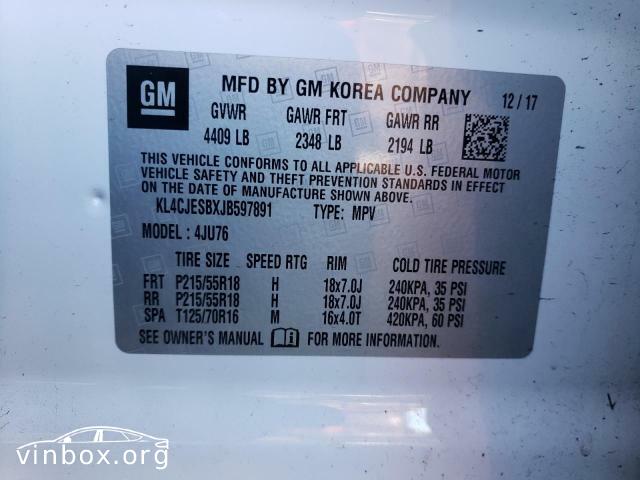 GM MFD BY GM KOREA COMPANY 12 / 17
GVWR GAWR FRT GAWR RR
4409 LB 2348 LB 2194 LB
THIS VEHICLE CONFORMS TO ALL APPLICABLE U.S. FEDERAL MOTOR
VEHICLE SAFETY AND THEFT PREVENTION STANDARDS IN EFFECT
ON THE DATE OF MANUFACTURE SHOWN ABOVE.
KL4CJESBXJB597891 TYPE: MPV
MODEL : 4JU76
TIRE SIZE SPEED RTG RIM COLD TIRE PRESSURE
FRT P215/55R18 H 18x7.0J 240KPA, 35 PSI
RR P215/55R18 H 18x7.0J 240KPA, 35 PSI
SPA T125/70R16 M 16x4.0T 420KPA, 60 PSI
SEE OWNER'S MANUAL FOR MORE INFORMATION.
vinbox.org